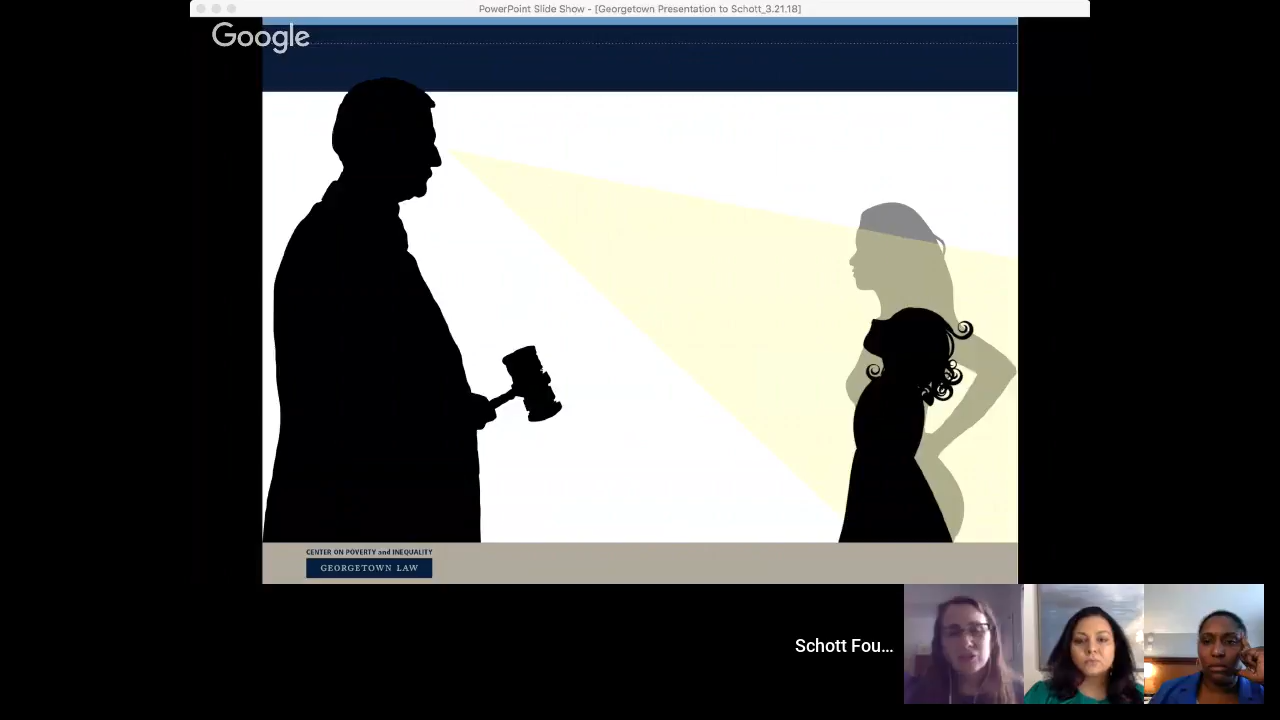 PowerPoint Slide Show - [Georgetown Presentation to Schott_3.21.18]
Google
CENTER ON POVERTY and INEQUALITY
GEORGETOWN LAW
Schott Fou...